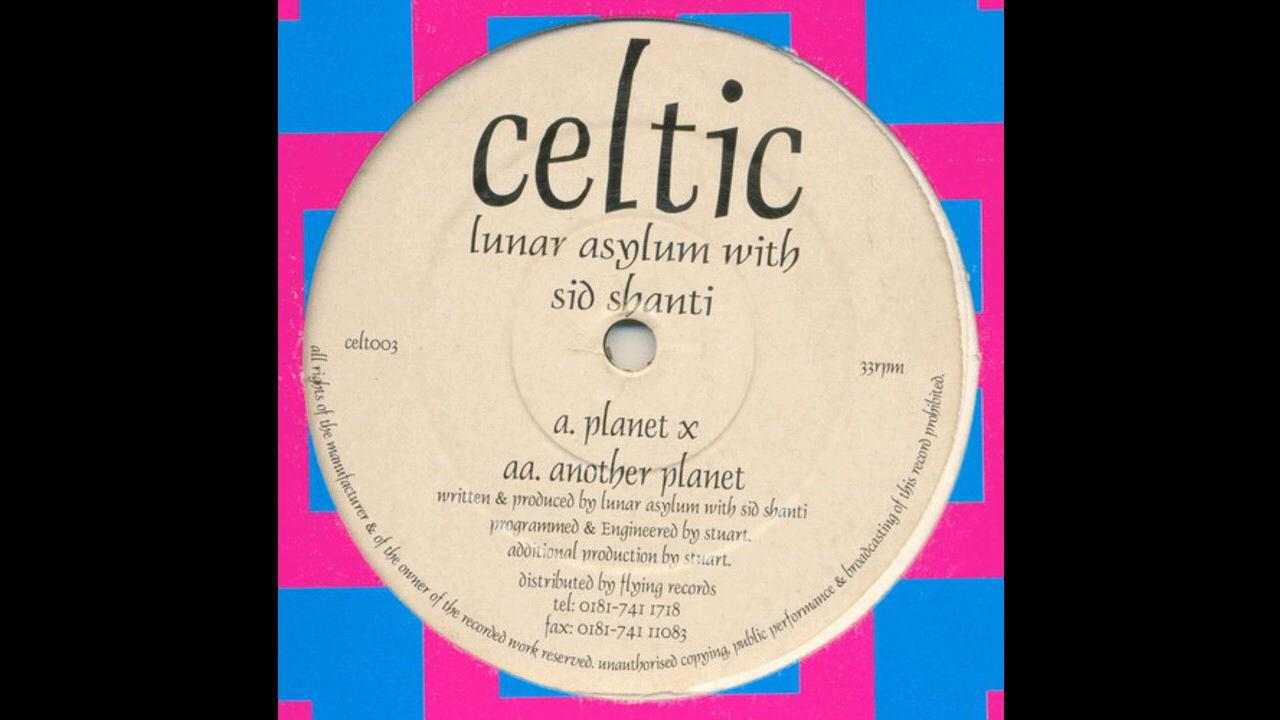 celtic
lunar asylum with
sid shanti
celt003
33rpm
a. planet x
aa. another planet
written & produced by lunar asylum with sid shanti
programmed & Engineered by stuart.
additional production by stuart.
distributed by flying records
tel: 0181-741 1718
fax: 0181-741 11083
all rights of the manufacturer & of the owner of the recorded work reserved. unauthorised copying, public performance & broadcasting of this record prohibited.